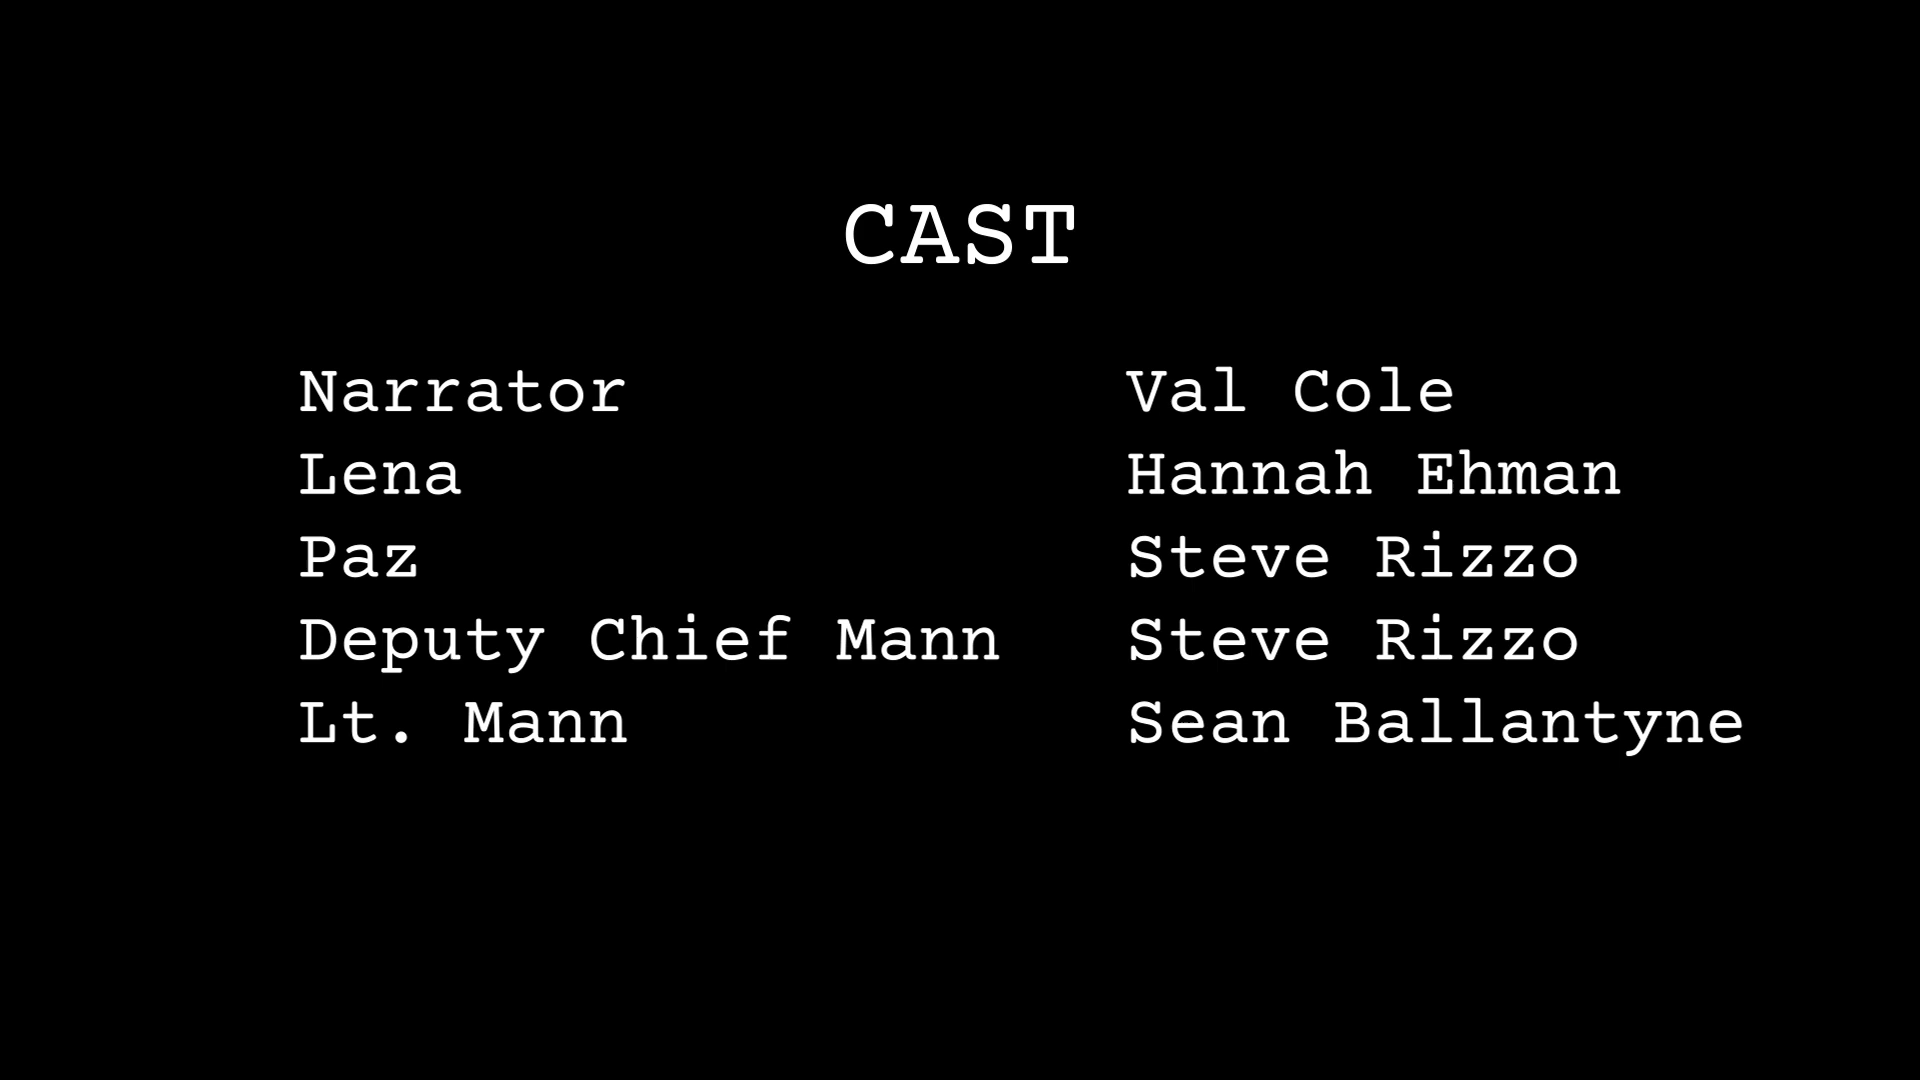 CAST
Narrator Val Cole
Lena Hannah Ehman
Paz Steve Rizzo
Deputy Chief Mann Steve Rizzo
Lt. Mann Sean Ballantyne